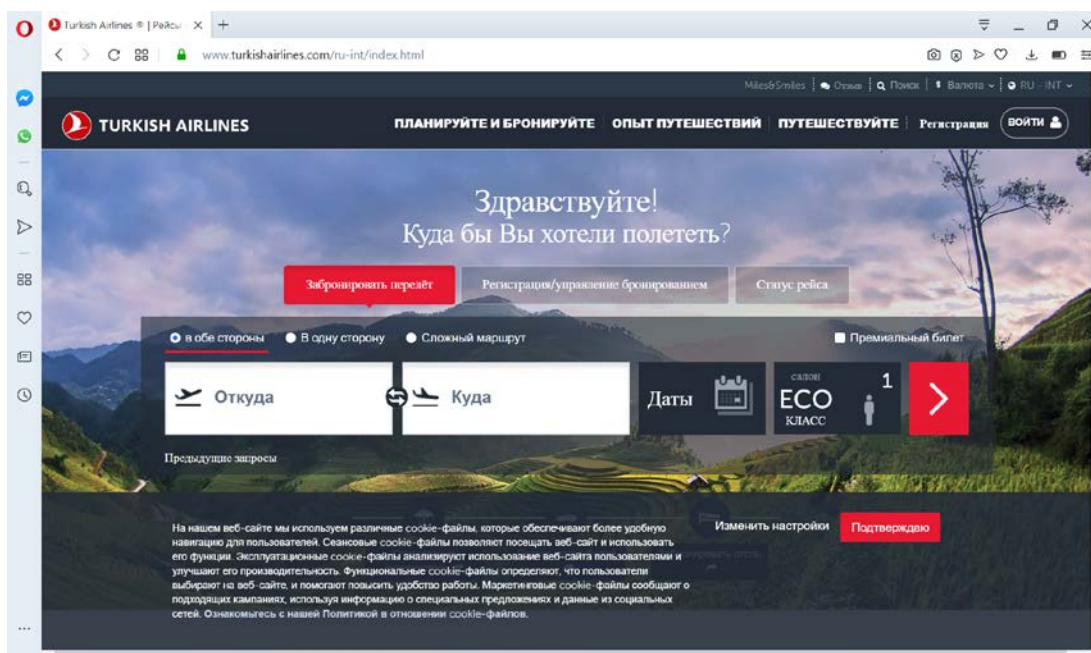 Turkish Airlines ® | Рейсы
www.turkishairlines.com/ru-int/index.html
Miles&Smiles Отзыв Поиск Валюта RU - INT
TURKISH AIRLINES ПЛАНИРУЙТЕ И БРОНИРУЙТЕ ОПЫТ ПУТЕШЕСТВИЙ ПУТЕШЕСТВУЙТЕ Регистрация ВОЙТИ
Здравствуйте!
Куда бы Вы хотели полететь?
Забронировать перелёт Регистрация/управление бронированием Статус рейса
в обе стороны В одну сторону Сложный маршрут Премиальный билет
Откуда Куда Даты САЛОН ECO КЛАСС 1
Предыдущие запросы
На нашем веб-сайте мы используем различные cookie-файлы, которые обеспечивают более удобную
навигацию для пользователей. Сеансовые cookie-файлы позволяют посещать веб-сайт и использовать
его функции. Эксплуатационные cookie-файлы анализируют использование веб-сайта пользователями и
улучшают его производительность. Функциональные cookie-файлы определяют, что пользователи
выбирают на веб-сайте, и помогают повысить удобство работы. Маркетинговые cookie-файлы сообщают о
подходящих кампаниях, используя информацию о специальных предложениях и данные из социальных
сетей. Ознакомьтесь с нашей Политикой в отношении cookie-файлов.
Изменить настройки Подтверждаю